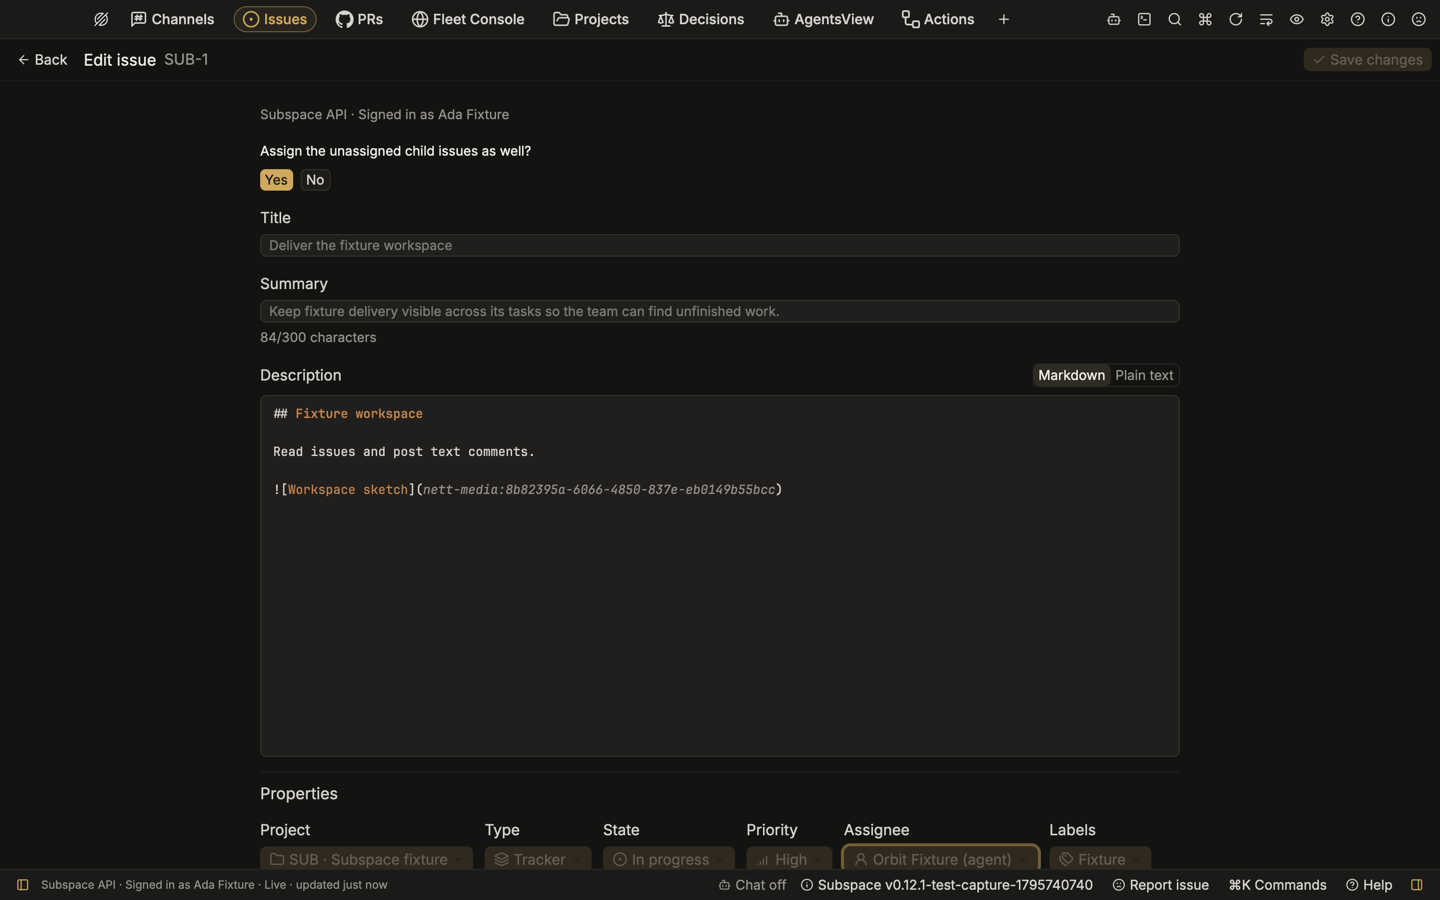 Channels Issues PRs Fleet Console Projects Decisions AgentsView Actions
Back Edit issue SUB-1 Save changes
Subspace API · Signed in as Ada Fixture
Assign the unassigned child issues as well?
Yes No
Title
Deliver the fixture workspace
Summary
Keep fixture delivery visible across its tasks so the team can find unfinished work.
84/300 characters
Description Markdown Plain text
## Fixture workspace
Read issues and post text comments.
![Workspace sketch](nett-media:8b82395a-6066-4850-837e-eb0149b55bcc)
Properties
Project Type State Priority Assignee Labels
SUB · Subspace fixture Tracker In progress High Orbit Fixture (agent) Fixture
Subspace API · Signed in as Ada Fixture · Live · updated just now Chat off Subspace v0.12.1-test-capture-1795740740 Report issue ⌘K Commands Help